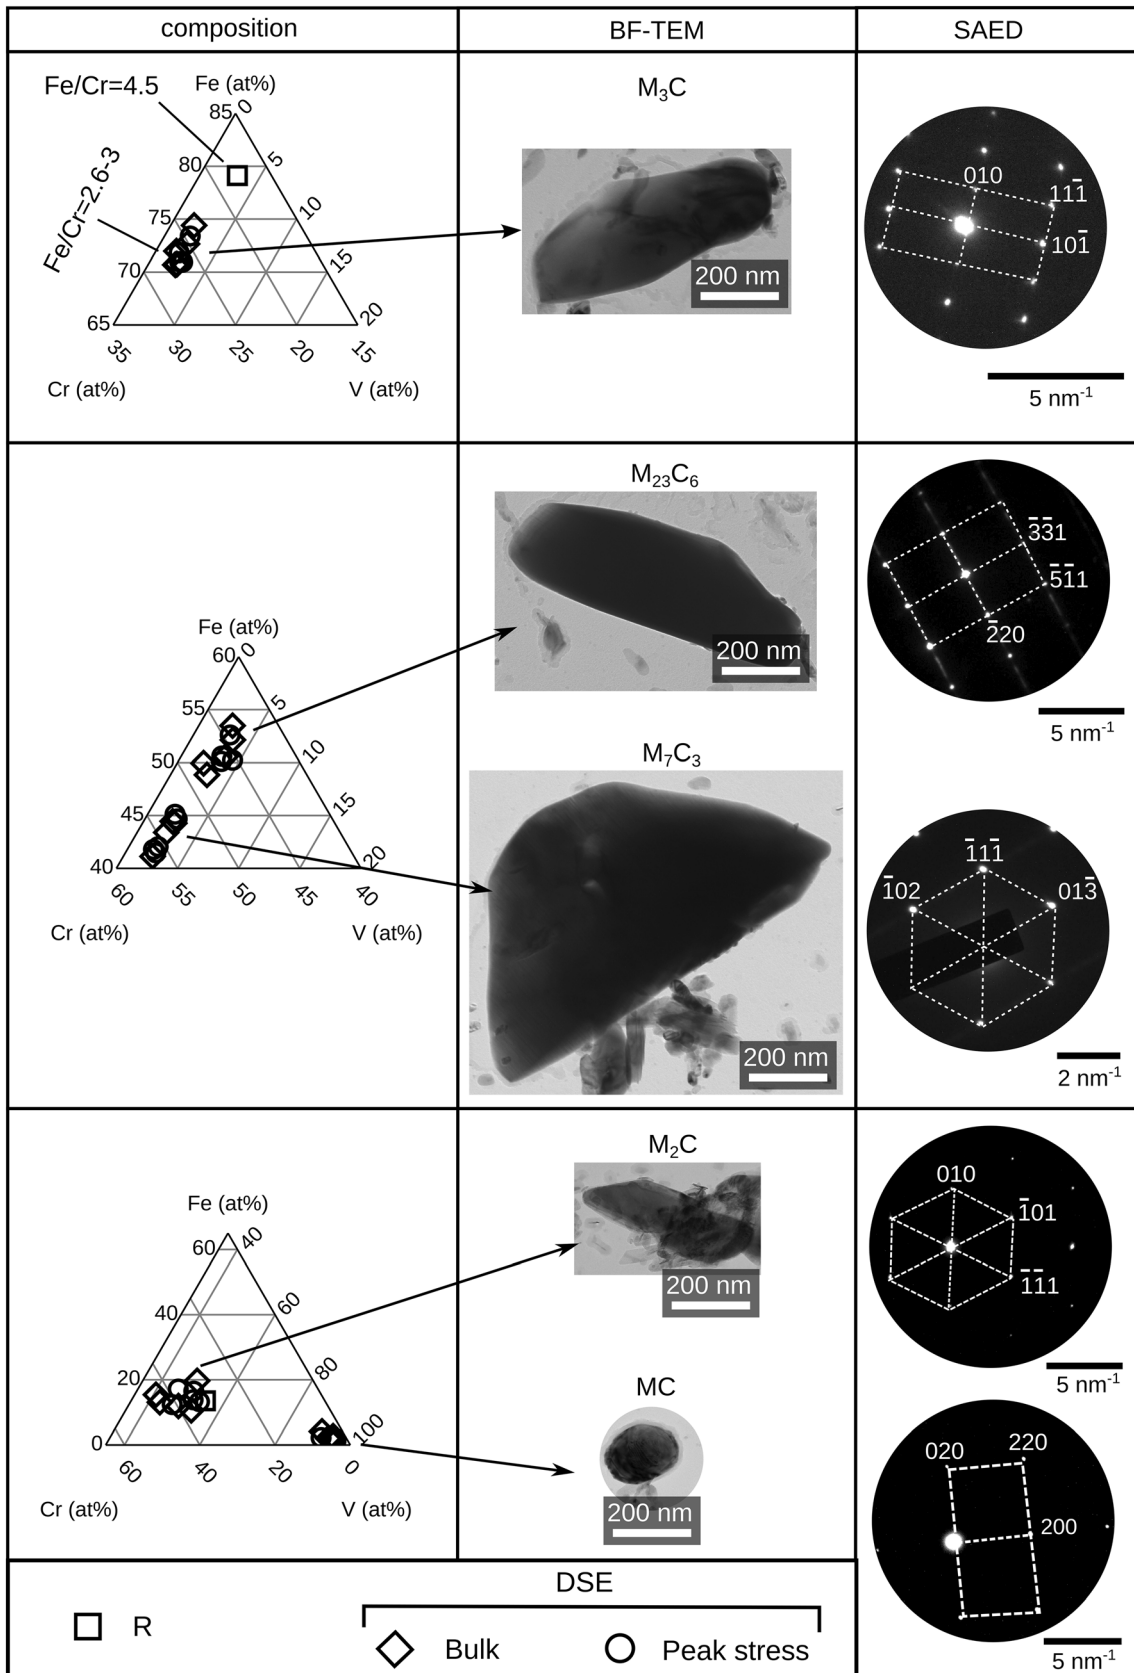 composition
BF-TEM
SAED
Fe/Cr=4.5
Fe (at%)
Fe/Cr=2.6-3
85
0
80
5
75
10
70
15
65
20
35
30
25
20
15
Cr (at%)
V (at%)
M₃C
200 nm
010
111̅
101̅
5 nm⁻¹
Fe (at%)
60
0
55
5
50
10
45
15
40
20
60
55
50
45
40
Cr (at%)
V (at%)
M₂₃C₆
200 nm
3̅3̅1
5̅1̅1
2̅20
5 nm⁻¹
M₇C₃
200 nm
1̅11̅
1̅02
013̅
2 nm⁻¹
Fe (at%)
60
40
40
60
20
80
0
100
60
40
20
0
Cr (at%)
V (at%)
M₂C
200 nm
010
1̅01
1̅1̅1
5 nm⁻¹
MC
200 nm
020
220
200
5 nm⁻¹
DSE
R
Bulk
Peak stress